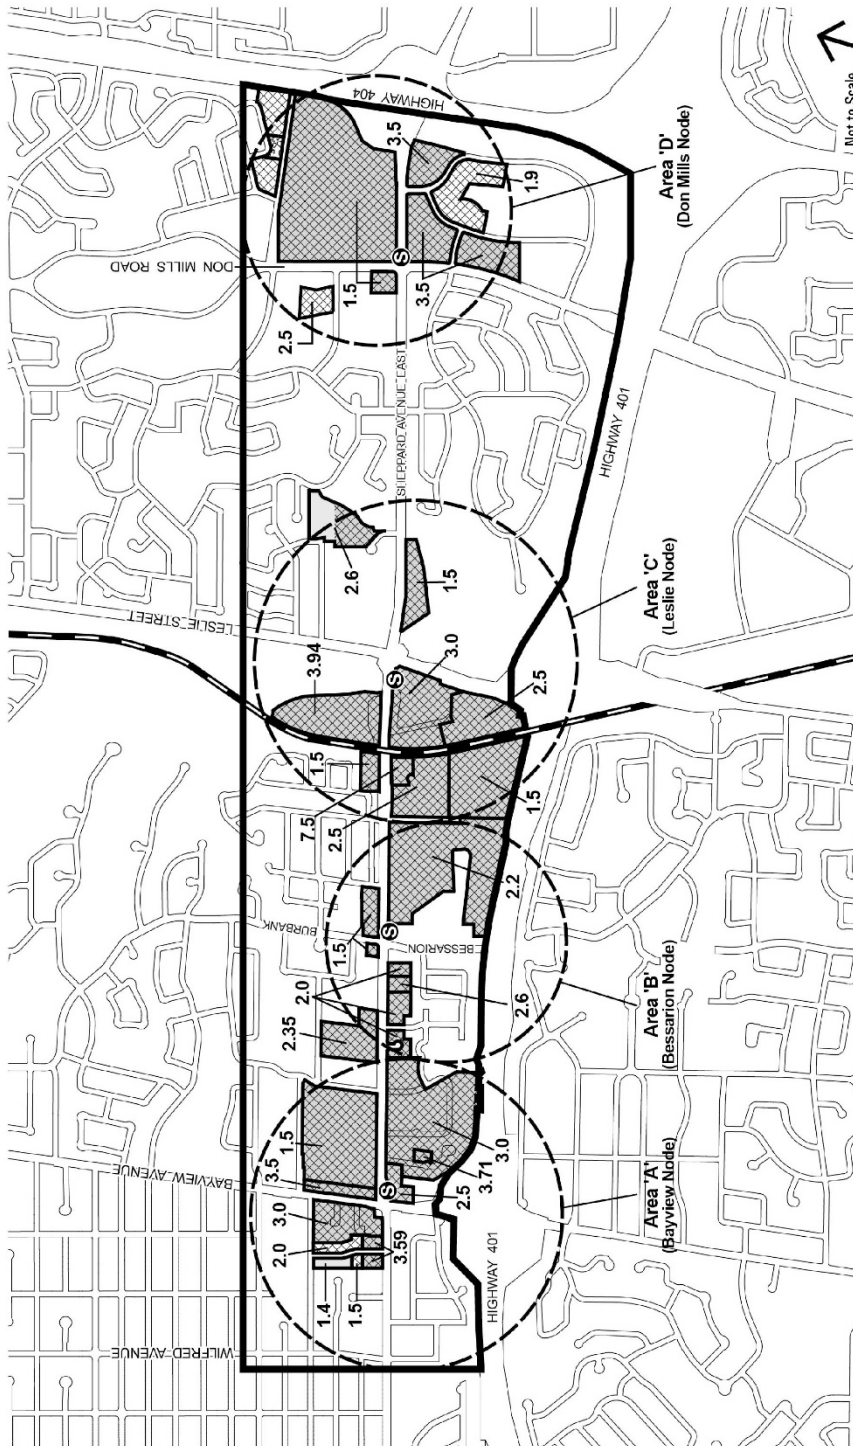 HIGHWAY 404
3.5
1.9
Area 'D'
(Don Mills Node)
Not to Scale
DON MILLS ROAD
1.5
3.5
2.5
SHEPPARD AVENUE EAST
HIGHWAY 401
2.6
1.5
LESLIE STREET
Area 'C'
(Leslie Node)
3.94
3.0
2.5
S
S
1.5
7.5
2.5
1.5
2.2
BURBANK
1.5
S
BESSARION
2.0
2.6
2.35
Area 'B'
(Bessarion Node)
BAYVIEW AVENUE
1.5
3.5
3.0
3.71
2.5
S
3.0
2.0
3.59
1.4
1.5
Area 'A'
(Bayview Node)
HIGHWAY 401
WILFRED AVENUE